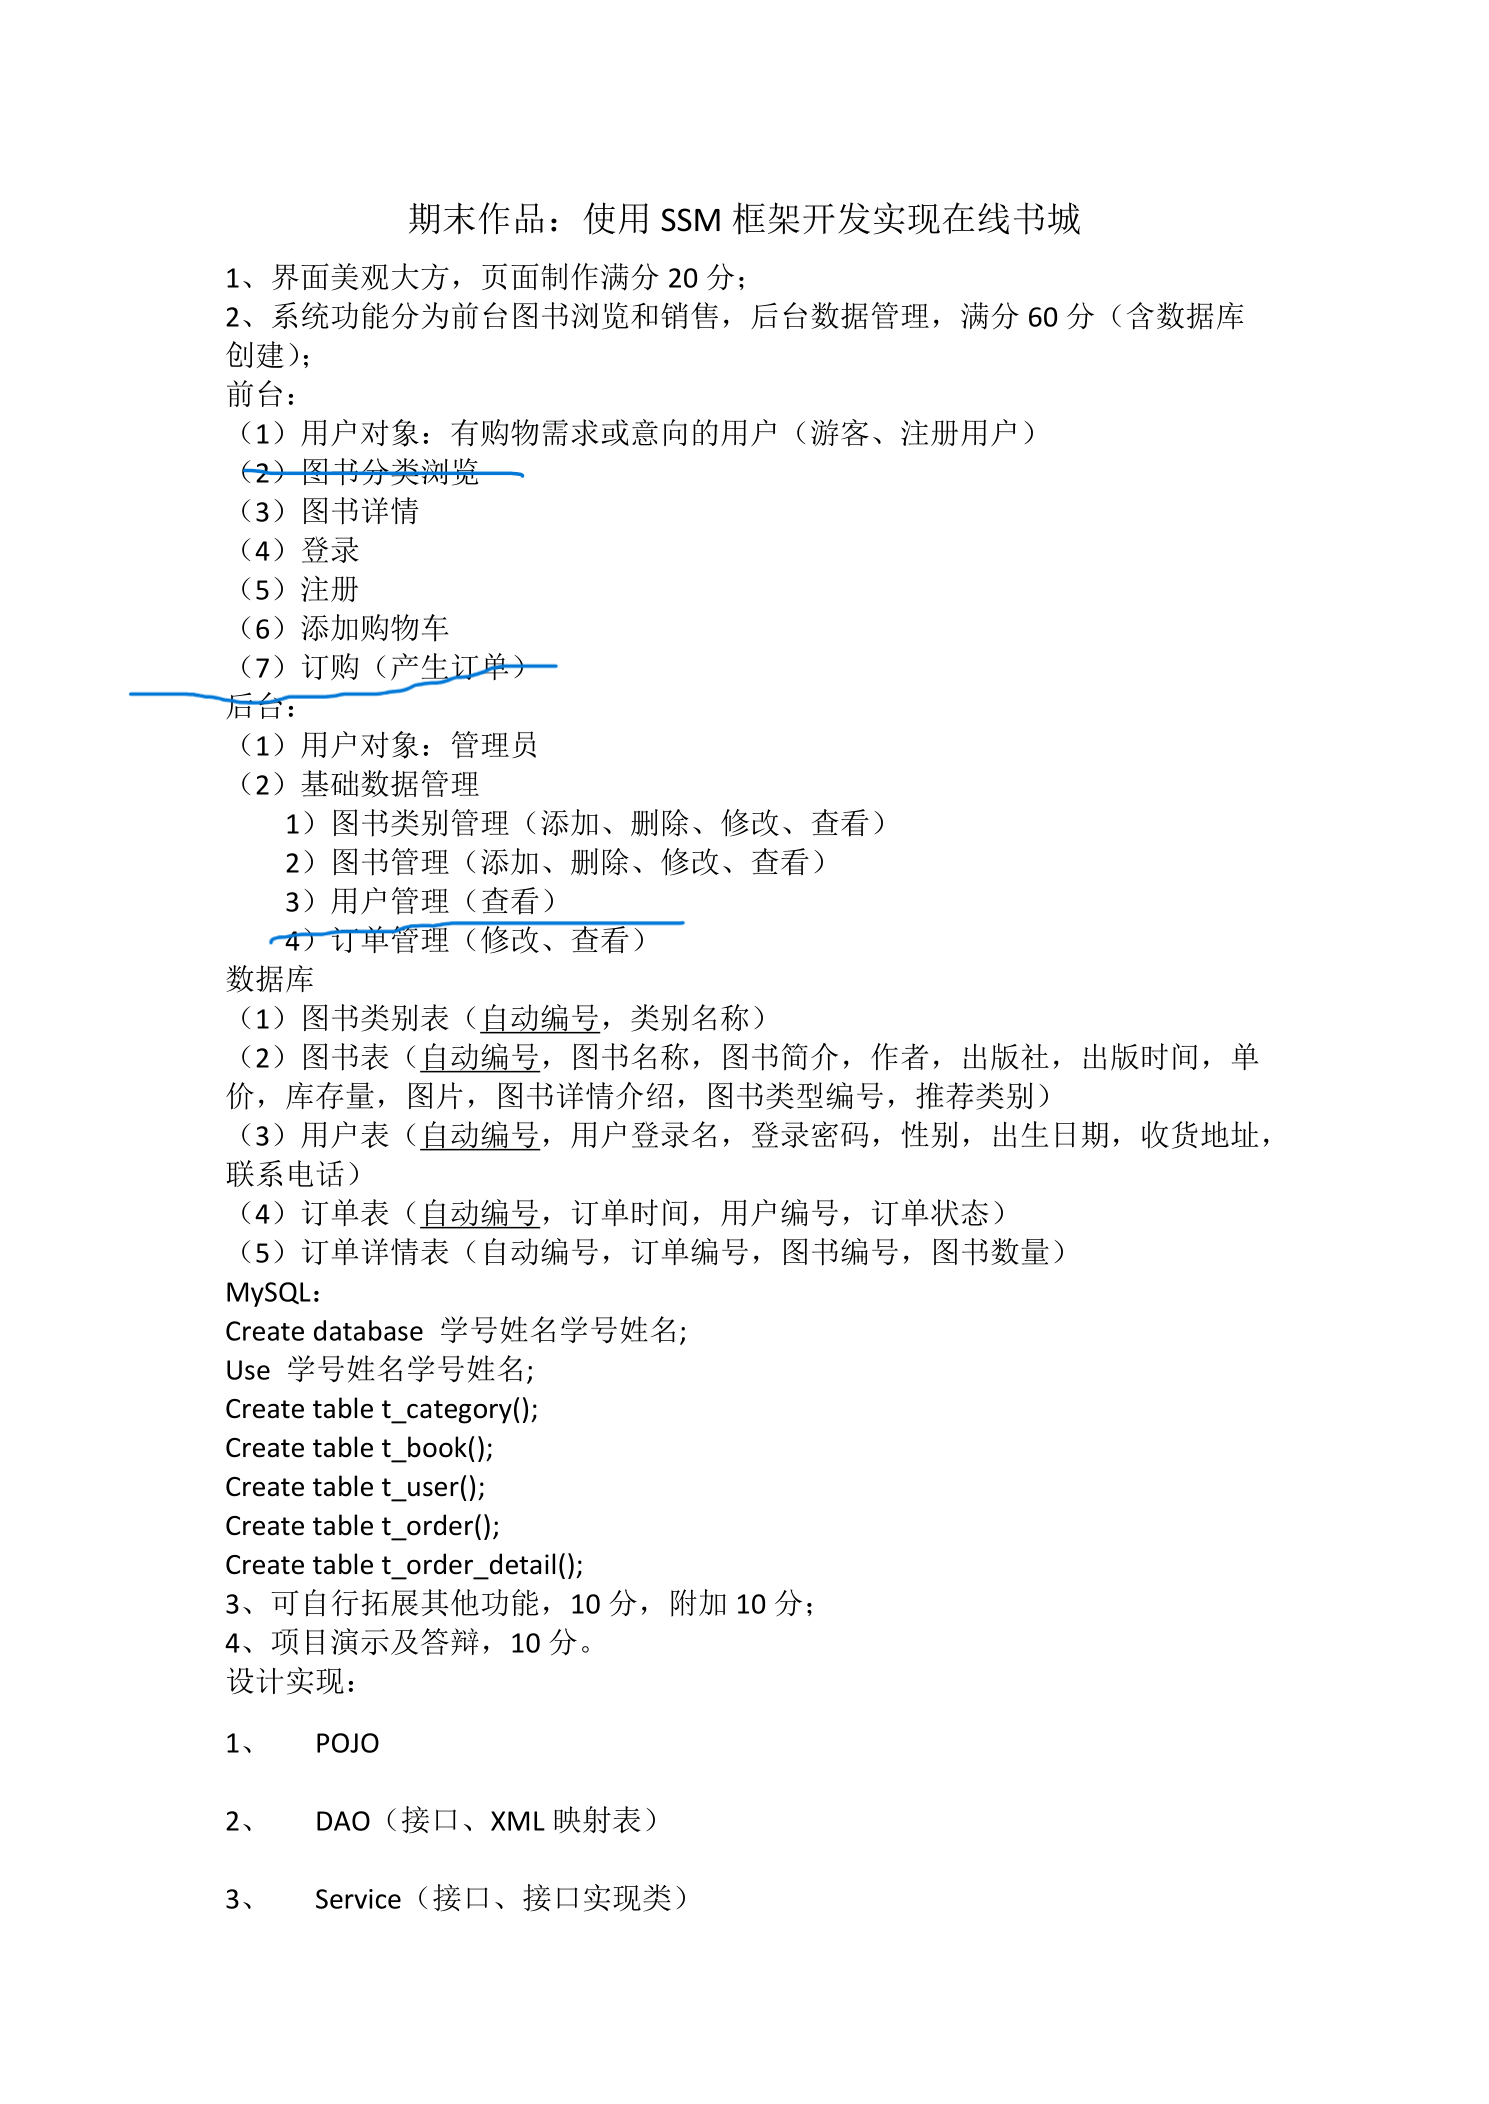 期末作品：使用 SSM 框架开发实现在线书城
1、界面美观大方，页面制作满分 20 分；
2、系统功能分为前台图书浏览和销售，后台数据管理，满分 60 分（含数据库
创建）；
前台：
（1）用户对象：有购物需求或意向的用户（游客、注册用户）
（2）图书分类浏览
（3）图书详情
（4）登录
（5）注册
（6）添加购物车
（7）订购（产生订单）
后台：
（1）用户对象：管理员
（2）基础数据管理
1）图书类别管理（添加、删除、修改、查看）
2）图书管理（添加、删除、修改、查看）
3）用户管理（查看）
4）订单管理（修改、查看）
数据库
（1）图书类别表（自动编号，类别名称）
（2）图书表（自动编号，图书名称，图书简介，作者，出版社，出版时间，单
价，库存量，图片，图书详情介绍，图书类型编号，推荐类别）
（3）用户表（自动编号，用户登录名，登录密码，性别，出生日期，收货地址，
联系电话）
（4）订单表（自动编号，订单时间，用户编号，订单状态）
（5）订单详情表（自动编号，订单编号，图书编号，图书数量）
MySQL：
Create database 学号姓名学号姓名;
Use 学号姓名学号姓名;
Create table t_category();
Create table t_book();
Create table t_user();
Create table t_order();
Create table t_order_detail();
3、可自行拓展其他功能，10 分，附加 10 分；
4、项目演示及答辩，10 分。
设计实现：
1、 POJO
2、 DAO（接口、XML 映射表）
3、 Service（接口、接口实现类）